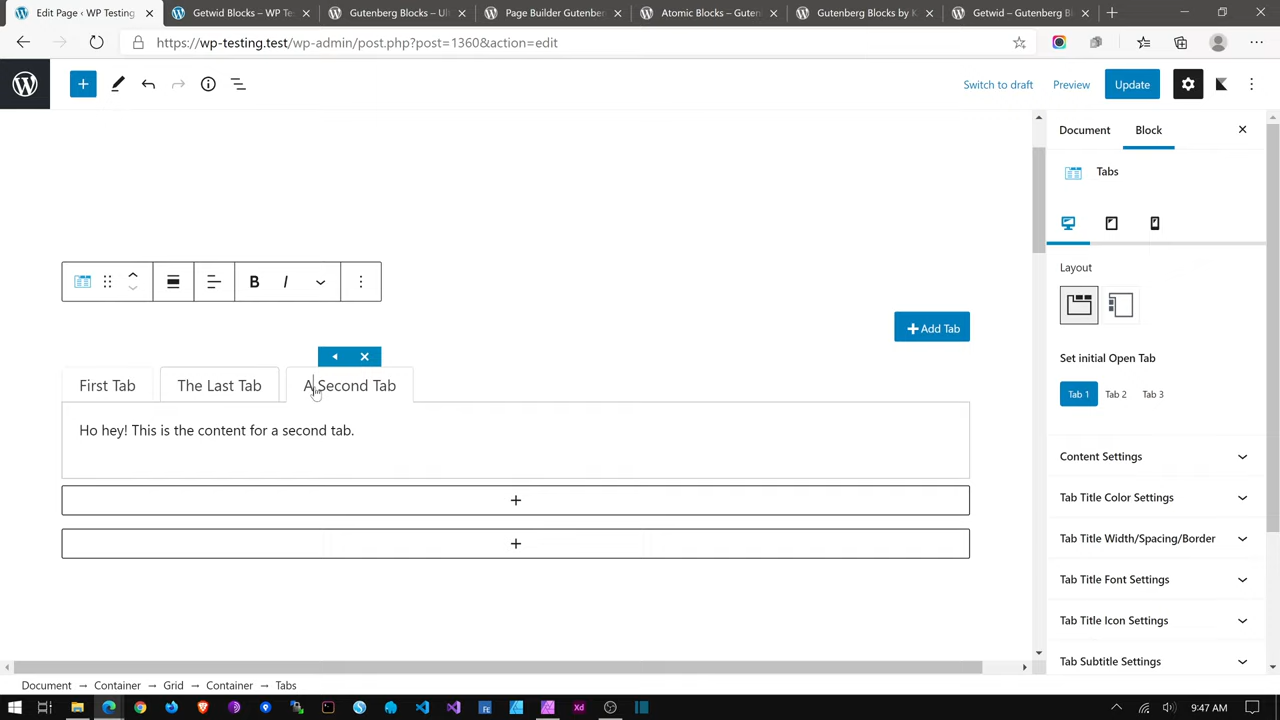 Edit Page ‹ WP Testing
Getwid Blocks – WP Te
Gutenberg Blocks – Ul
Page Builder Gutenber
Atomic Blocks – Guten
Gutenberg Blocks by K
Getwid – Gutenberg Bl
https://wp-testing.test/wp-admin/post.php?post=1360&action=edit
Switch to draft
Preview
Update
Document
Block
Tabs
Layout
B
I
Add Tab
First Tab
The Last Tab
A Second Tab
Set initial Open Tab
Tab 1
Tab 2
Tab 3
Ho hey! This is the content for a second tab.
Content Settings
Tab Title Color Settings
Tab Title Width/Spacing/Border
Tab Title Font Settings
Tab Title Icon Settings
Tab Subtitle Settings
Document → Container → Grid → Container → Tabs
9:47 AM